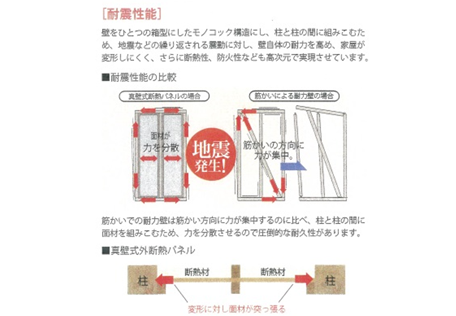 [耐震性能]
壁をひとつの箱型にしたモノコック構造にし、柱と柱の間に組みこむた
め、地震などの繰り返される震動に対し、壁自体の耐力を高め、家屋が
変形しにくく、さらに断熱性、防火性なども高次元で実現させています。
■耐震性能の比較
真壁式断熱パネルの場合
筋かいによる耐力壁の場合
面材が
力を分散
地震
発生!
筋かいの方向に
力が集中。
筋かいでの耐力壁は筋かい方向に力が集中するのに比べ、柱と柱の間に
面材を組みこむため、力を分散させるので圧倒的な耐久性があります。
■真壁式外断熱パネル
断熱材
断熱材
柱
柱
変形に対し面材が突っ張る